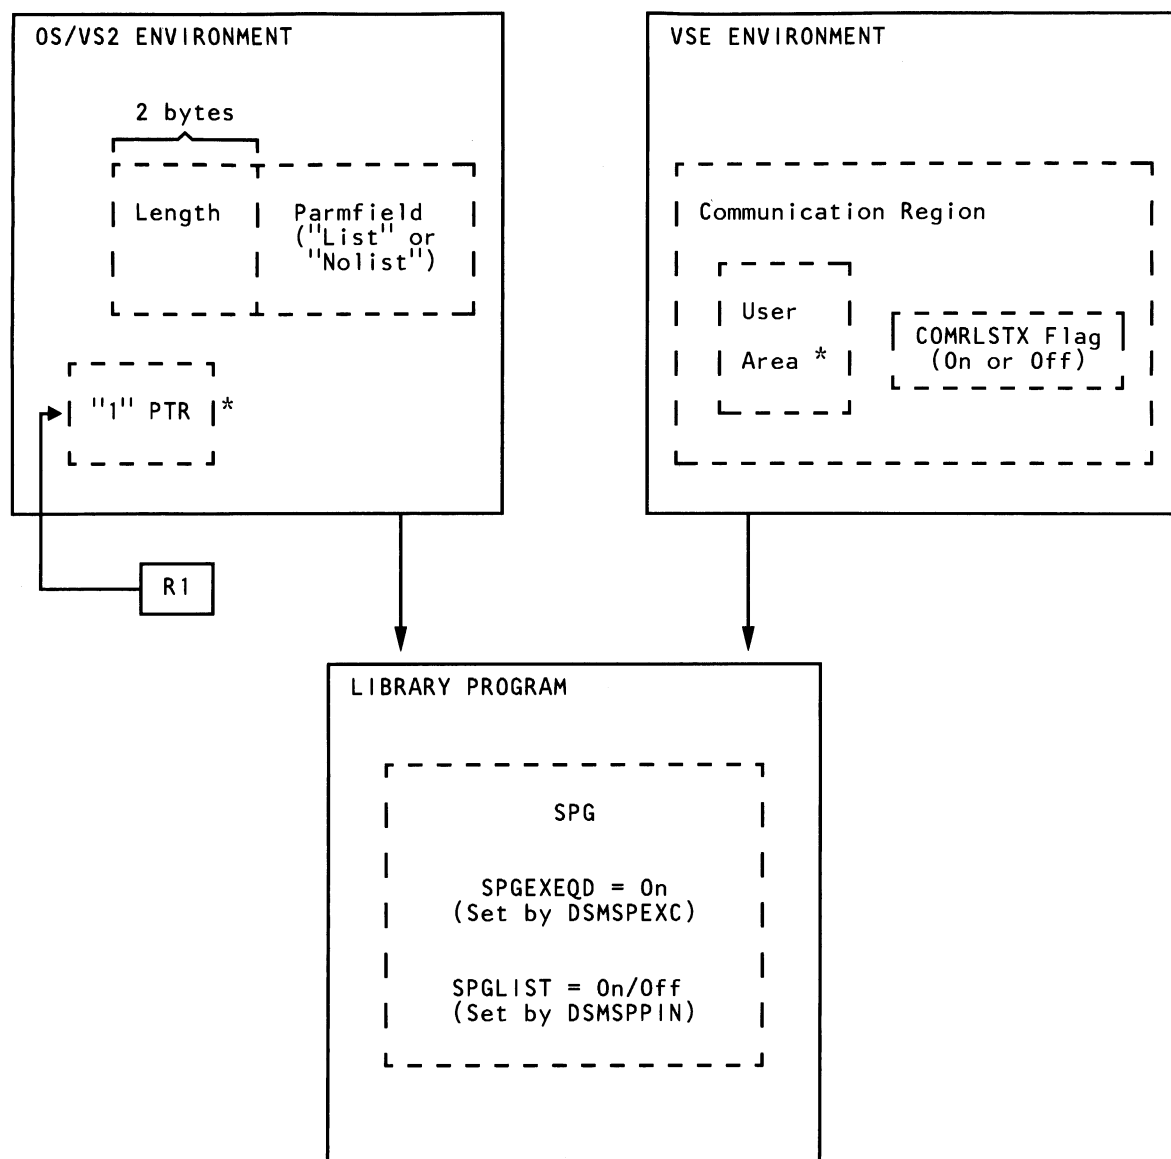 OS/VS2 ENVIRONMENT
2 bytes
Length
Parmfield
("List" or
"Nolist")
"1" PTR *
R1
VSE ENVIRONMENT
Communication Region
User
Area *
COMRLSTX Flag
(On or Off)
LIBRARY PROGRAM
SPG
SPGEXEQD = On
(Set by DSMSPEXC)
SPGLIST = On/Off
(Set by DSMSPPIN)